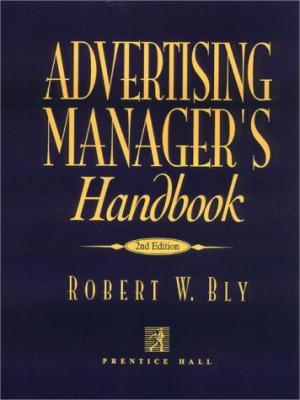 ADVERTISING
MANAGER'S
Handbook
2nd Edition
ROBERT W. BLY
PRENTICE HALL